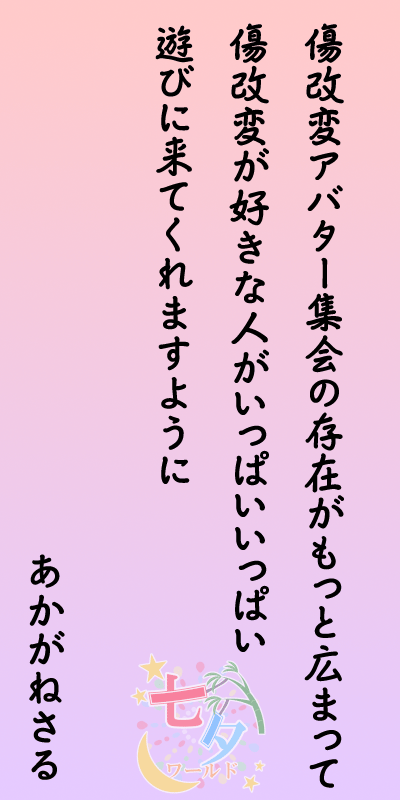 傷改変アバター集会の存在がもっと広まって
傷改変が好きな人がいっぱいいっぱい
遊びに来てくれますように
あかがねさる
七夕
ワールド